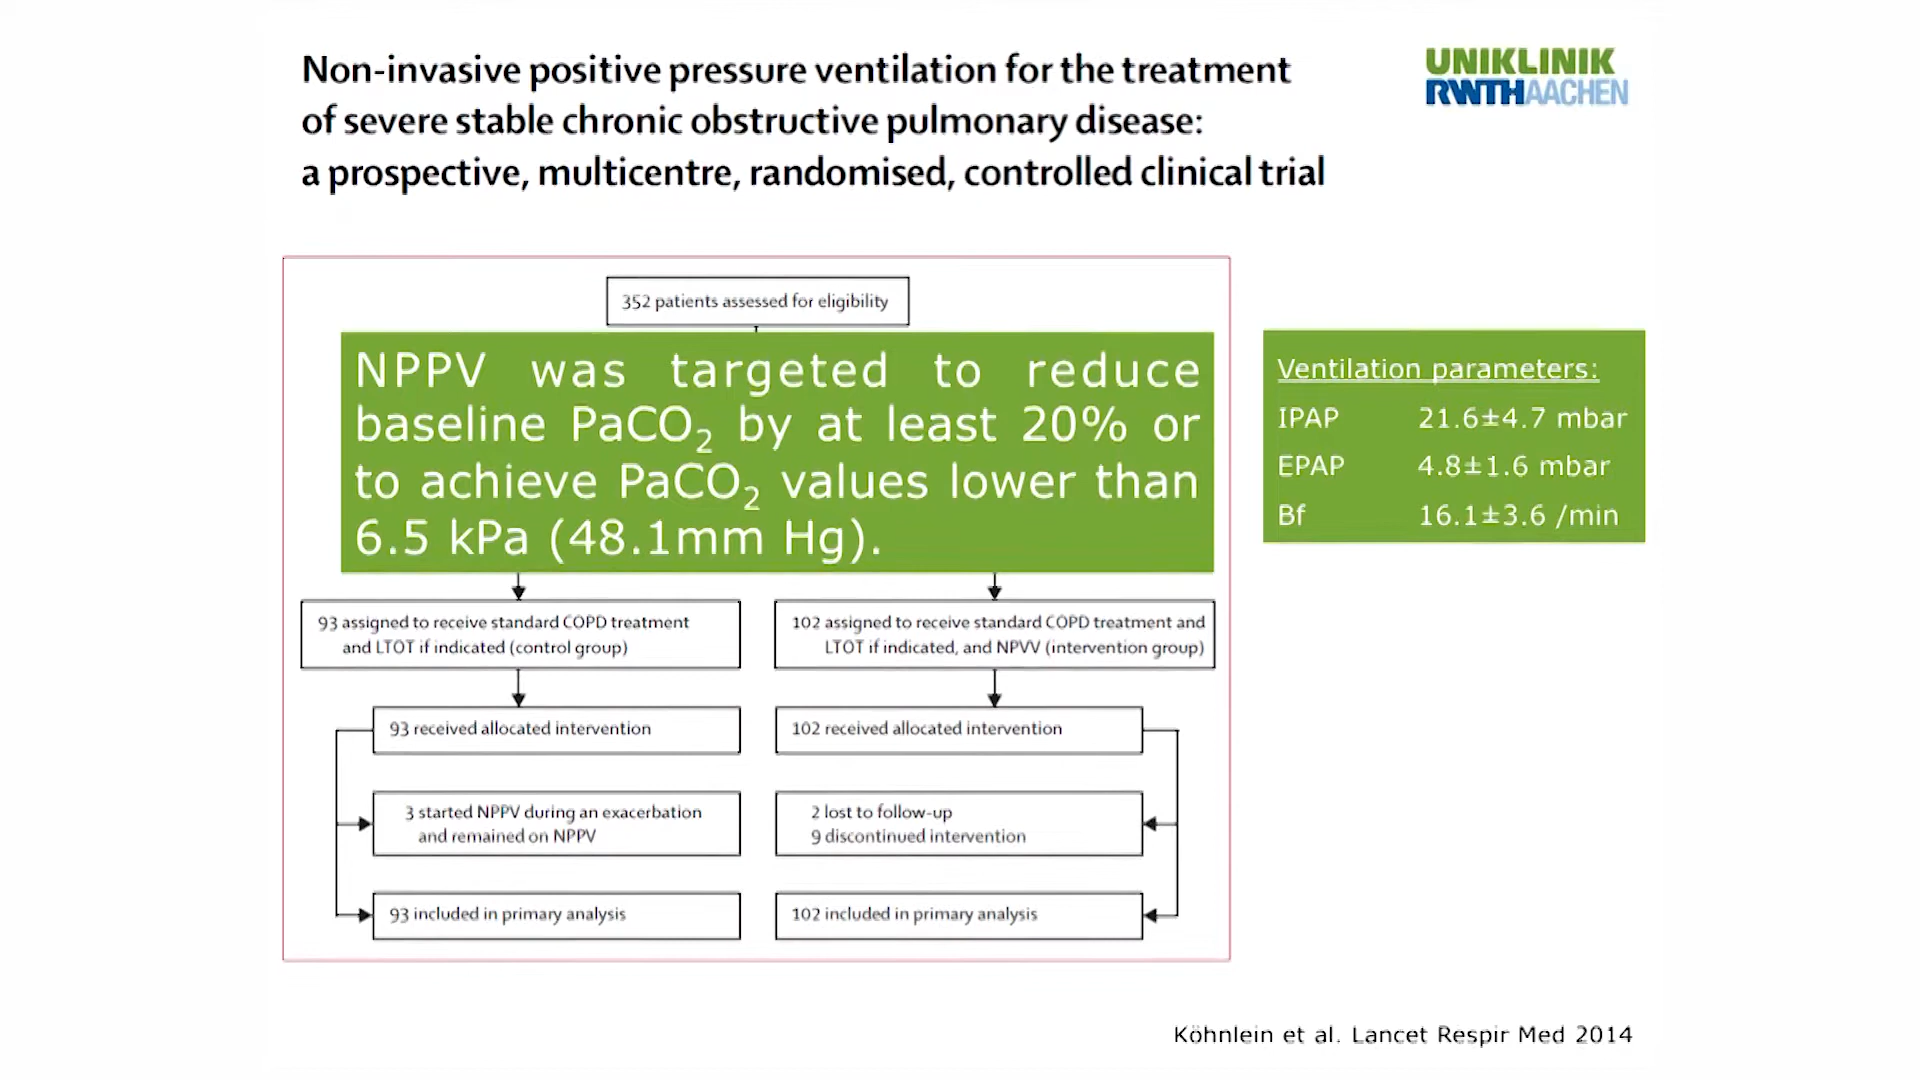 Non-invasive positive pressure ventilation for the treatment
of severe stable chronic obstructive pulmonary disease:
a prospective, multicentre, randomised, controlled clinical trial
UNIKLINIK
RWTHAACHEN
352 patients assessed for eligibility
NPPV was targeted to reduce
baseline PaCO2 by at least 20% or
to achieve PaCO2 values lower than
6.5 kPa (48.1mm Hg).
Ventilation parameters:
IPAP 21.6±4.7 mbar
EPAP 4.8±1.6 mbar
Bf 16.1±3.6 /min
93 assigned to receive standard COPD treatment
and LTOT if indicated (control group)
102 assigned to receive standard COPD treatment and
LTOT if indicated, and NPVV (intervention group)
93 received allocated intervention
102 received allocated intervention
3 started NPPV during an exacerbation
and remained on NPPV
2 lost to follow-up
9 discontinued intervention
93 included in primary analysis
102 included in primary analysis
Köhnlein et al. Lancet Respir Med 2014